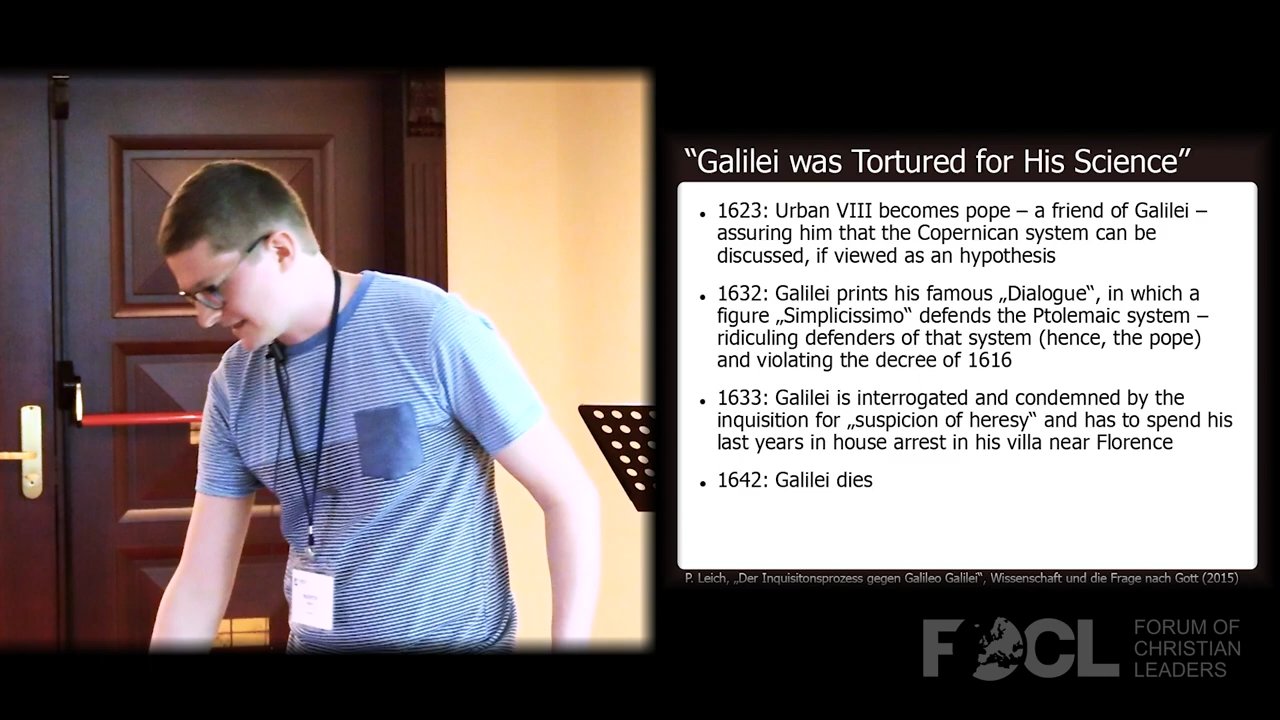 “Galilei was Tortured for His Science”
• 1623: Urban VIII becomes pope – a friend of Galilei –
assuring him that the Copernican system can be
discussed, if viewed as an hypothesis
• 1632: Galilei prints his famous „Dialogue“, in which a
figure „Simplicissimo“ defends the Ptolemaic system –
ridiculing defenders of that system (hence, the pope)
and violating the decree of 1616
• 1633: Galilei is interrogated and condemned by the
inquisition for „suspicion of heresy“ and has to spend his
last years in house arrest in his villa near Florence
• 1642: Galilei dies
P. Leich, „Der Inquisitonsprozess gegen Galileo Galilei“, Wissenschaft und die Frage nach Gott (2015)
FOCL
FORUM OF
CHRISTIAN
LEADERS